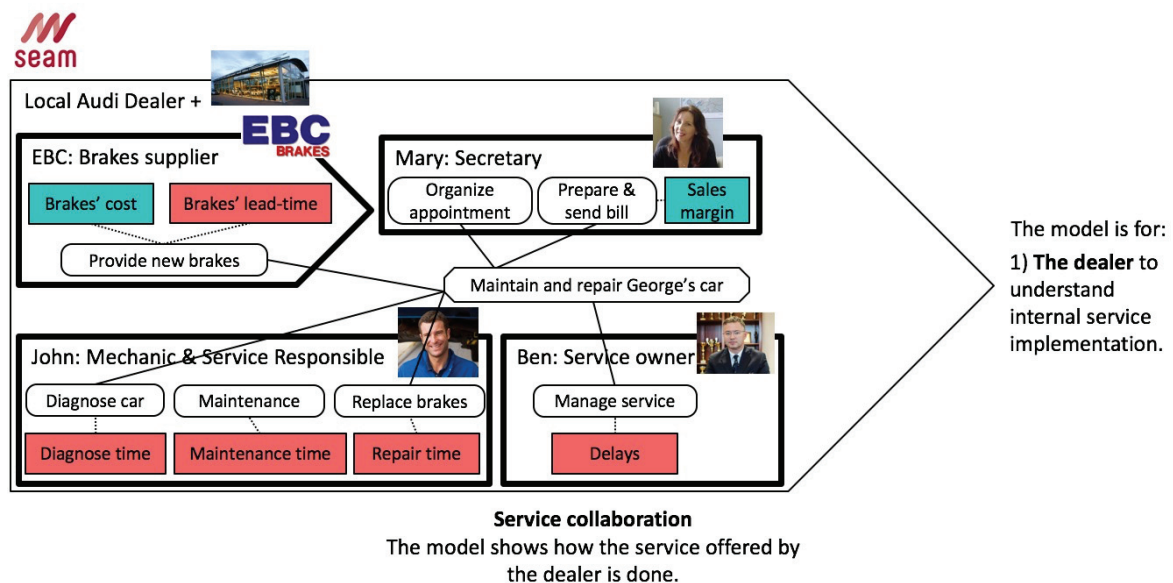 seam
Local Audi Dealer +
EBC
BRAKES
EBC: Brakes supplier
Brakes' cost
Brakes' lead-time
Provide new brakes
Mary: Secretary
Organize
appointment
Prepare &
send bill
Sales
margin
Maintain and repair George's car
John: Mechanic & Service Responsible
Diagnose car
Maintenance
Replace brakes
Diagnose time
Maintenance time
Repair time
Ben: Service owner
Manage service
Delays
The model is for:
1) The dealer to
understand
internal service
implementation.
Service collaboration
The model shows how the service offered by
the dealer is done.